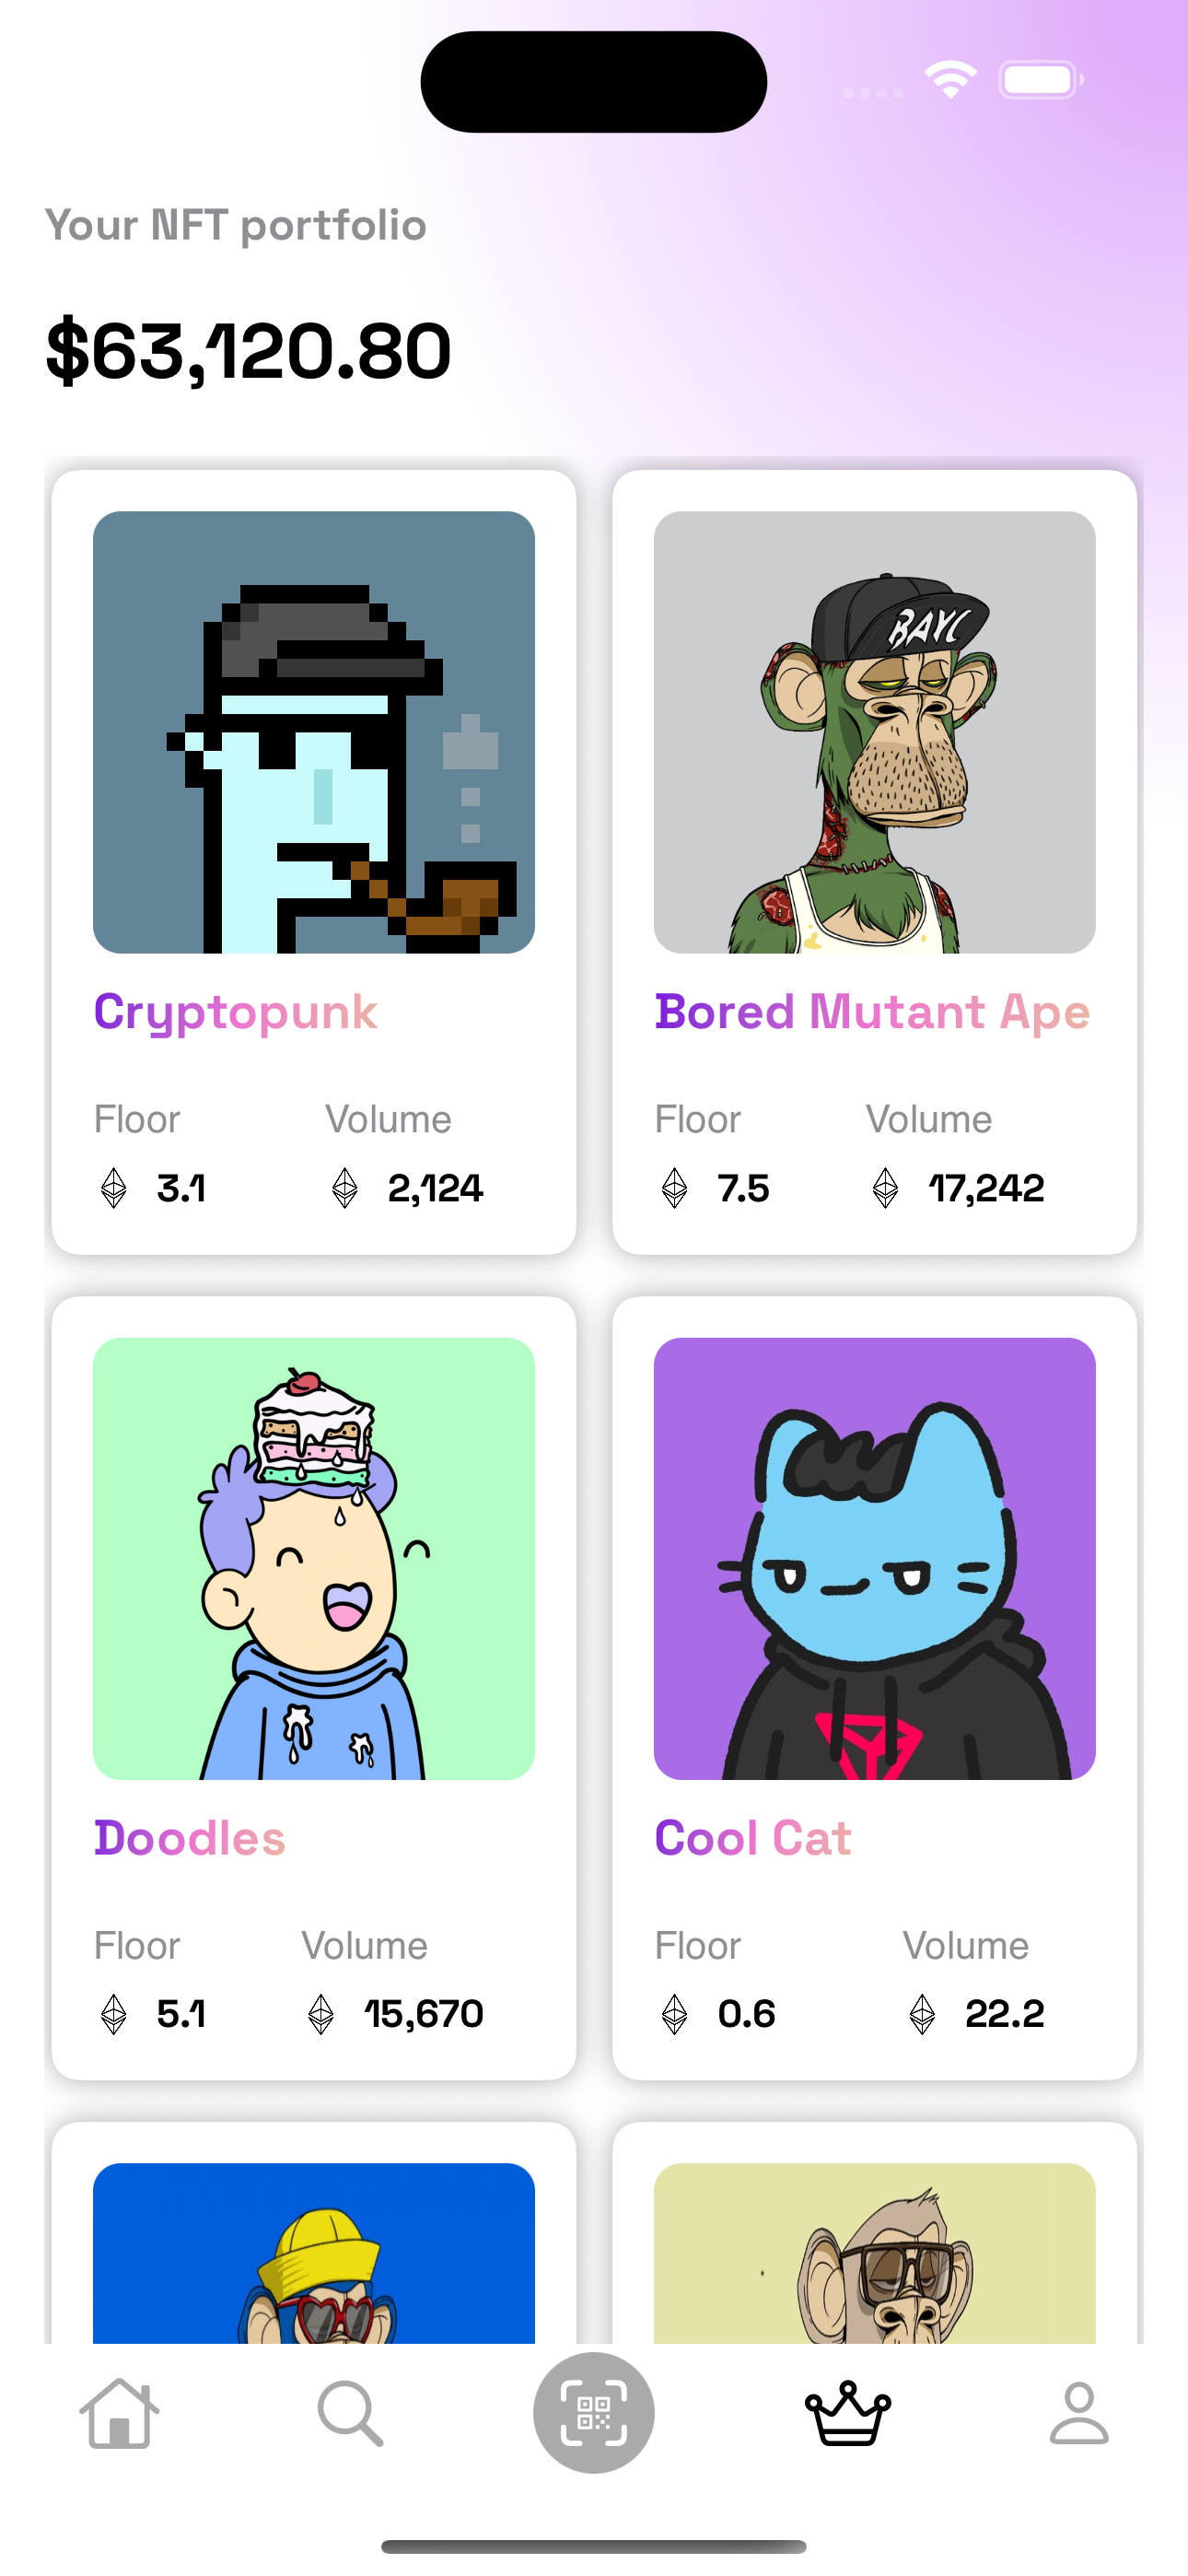 Your NFT portfolio
$63,120.80
BAYC
Cryptopunk
Bored Mutant Ape
Floor Volume
3.1 2,124
Floor Volume
7.5 17,242
Doodles
Cool Cat
Floor Volume
5.1 15,670
Floor Volume
0.6 22.2